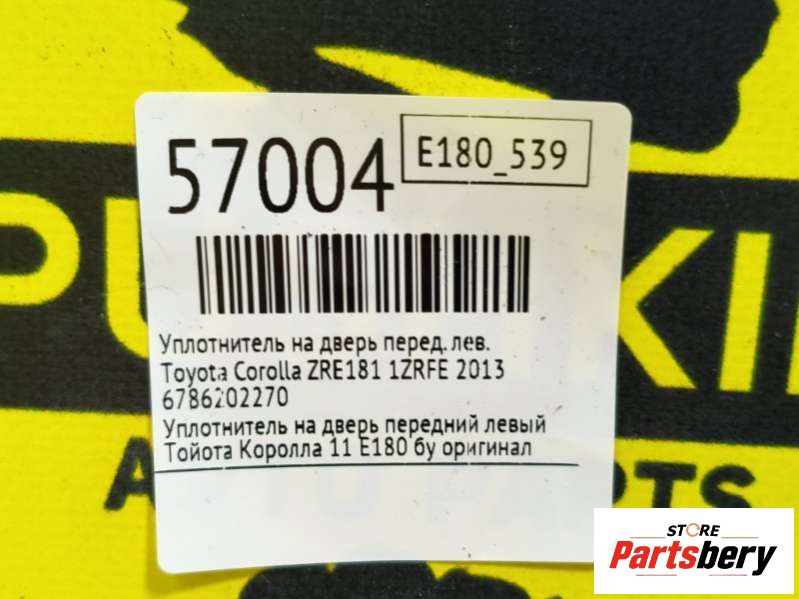 57004
E180_539
Уплотнитель на дверь перед. лев.
Toyota Corolla ZRE181 1ZRFE 2013
6786202270
Уплотнитель на дверь передний левый
Тойота Королла 11 Е180 бу оригинал
STORE
Partsbery